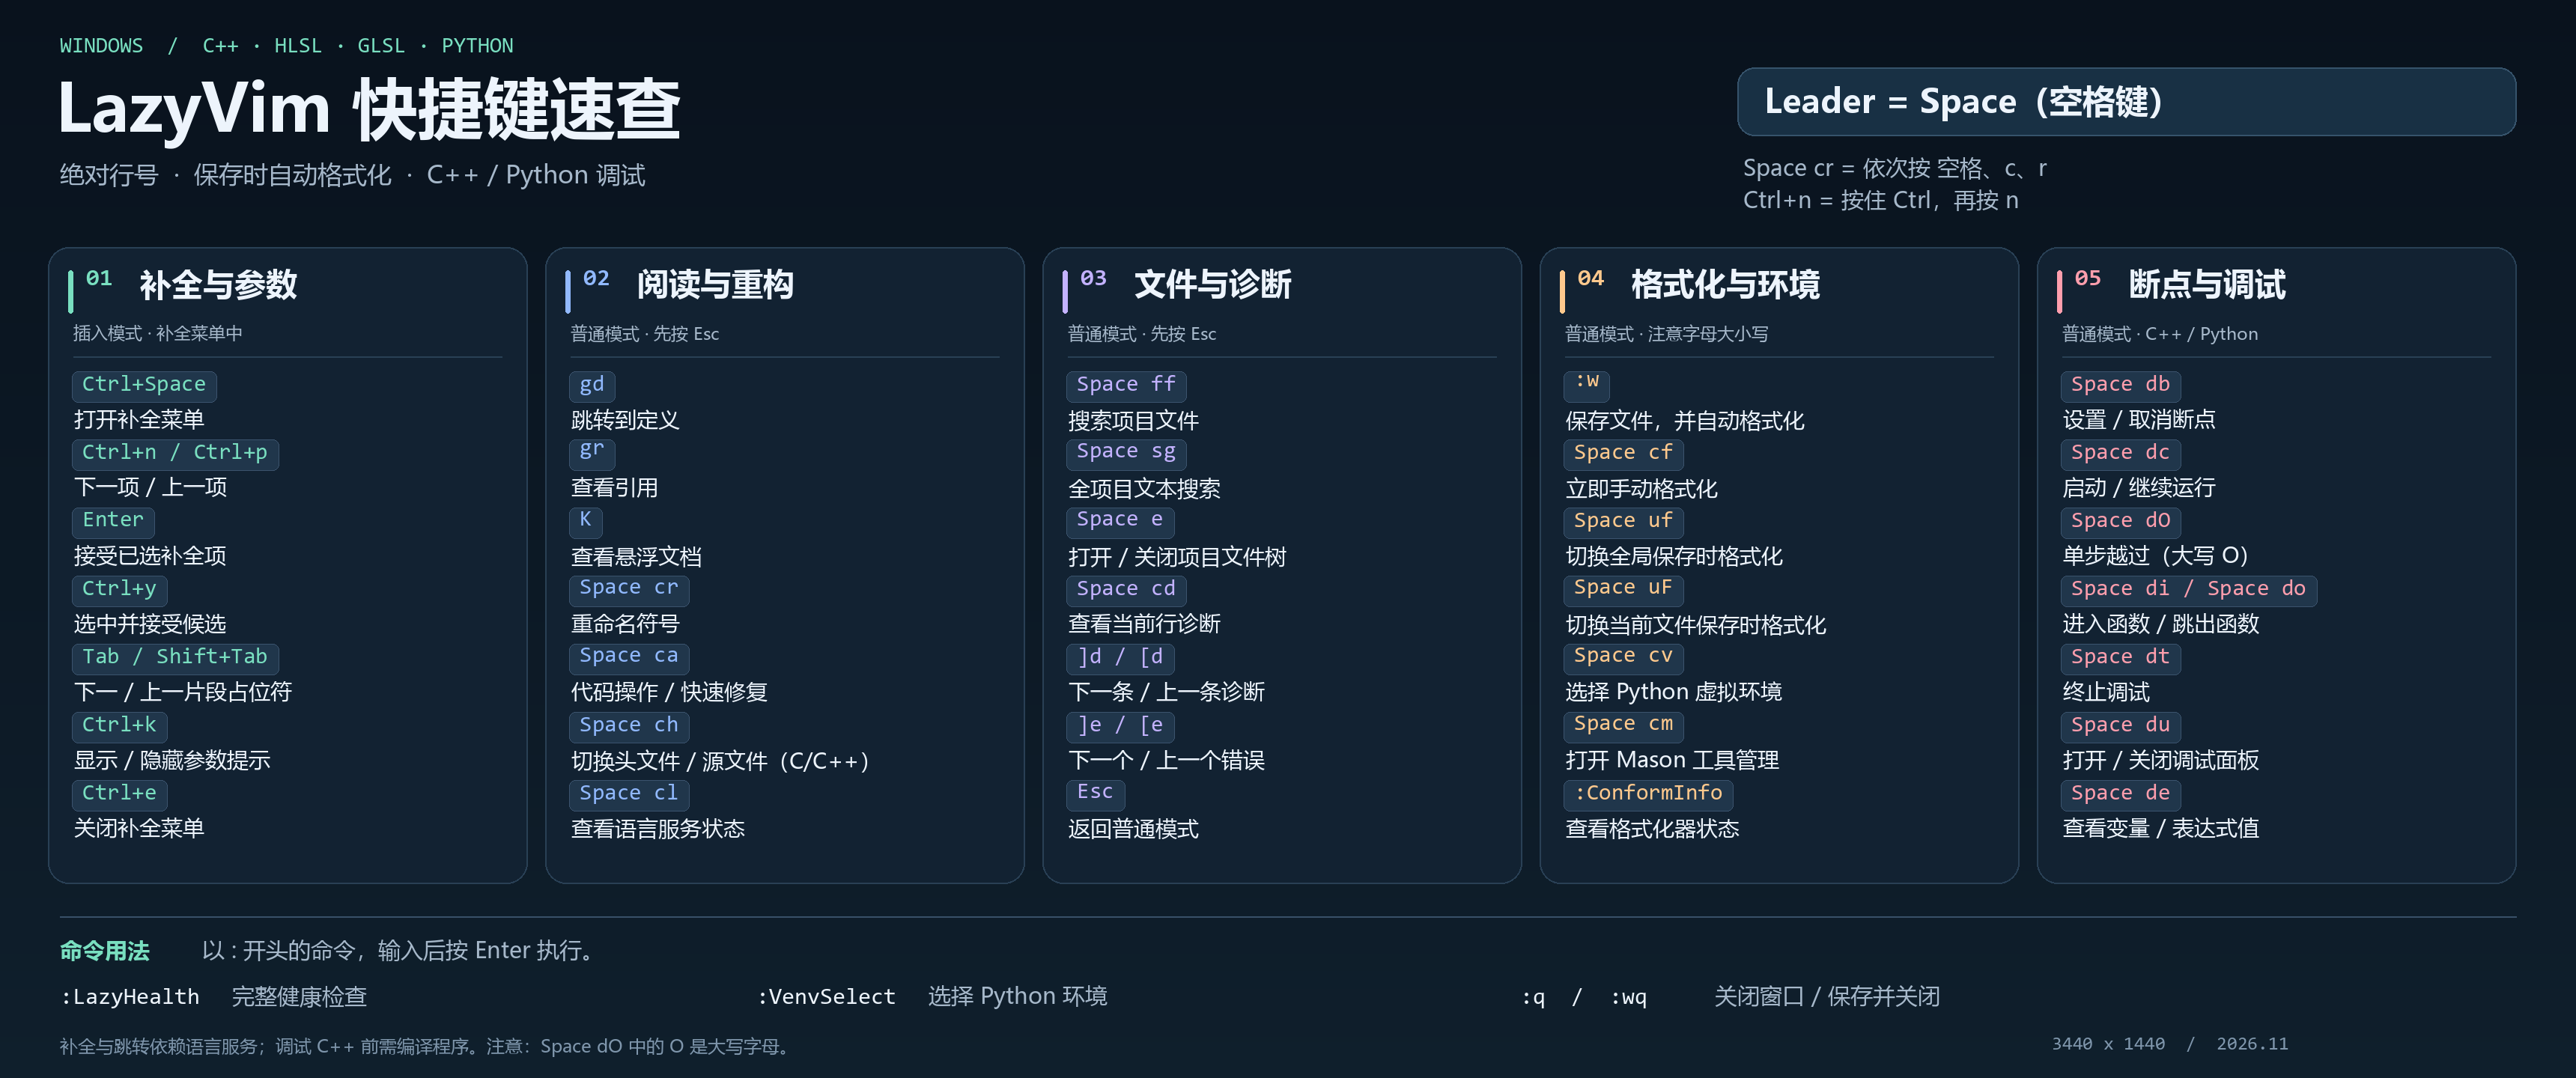 WINDOWS / C++ · HLSL · GLSL · PYTHON
LazyVim 快捷键速查
绝对行号 · 保存时自动格式化 · C++ / Python 调试
Leader = Space（空格键）
Space cr = 依次按 空格、c、r
Ctrl+n = 按住 Ctrl，再按 n
01 补全与参数
插入模式 · 补全菜单中
Ctrl+Space
打开补全菜单
Ctrl+n / Ctrl+p
下一项 / 上一项
Enter
接受已选补全项
Ctrl+y
选中并接受候选
Tab / Shift+Tab
下一 / 上一片段占位符
Ctrl+k
显示 / 隐藏参数提示
Ctrl+e
关闭补全菜单
02 阅读与重构
普通模式 · 先按 Esc
gd
跳转到定义
gr
查看引用
K
查看悬浮文档
Space cr
重命名符号
Space ca
代码操作 / 快速修复
Space ch
切换头文件 / 源文件（C/C++）
Space cl
查看语言服务状态
03 文件与诊断
普通模式 · 先按 Esc
Space ff
搜索项目文件
Space sg
全项目文本搜索
Space e
打开 / 关闭项目文件树
Space cd
查看当前行诊断
]d / [d
下一条 / 上一条诊断
]e / [e
下一个 / 上一个错误
Esc
返回普通模式
04 格式化与环境
普通模式 · 注意字母大小写
:w
保存文件，并自动格式化
Space cf
立即手动格式化
Space uf
切换全局保存时格式化
Space uF
切换当前文件保存时格式化
Space cv
选择 Python 虚拟环境
Space cm
打开 Mason 工具管理
:ConformInfo
查看格式化器状态
05 断点与调试
普通模式 · C++ / Python
Space db
设置 / 取消断点
Space dc
启动 / 继续运行
Space dO
单步越过（大写 O）
Space di / Space do
进入函数 / 跳出函数
Space dt
终止调试
Space du
打开 / 关闭调试面板
Space de
查看变量 / 表达式值
命令用法 以 : 开头的命令，输入后按 Enter 执行。
:LazyHealth 完整健康检查
:VenvSelect 选择 Python 环境
:q / :wq 关闭窗口 / 保存并关闭
补全与跳转依赖语言服务；调试 C++ 前需编译程序。注意：Space dO 中的 O 是大写字母。
3440 x 1440 / 2026.11